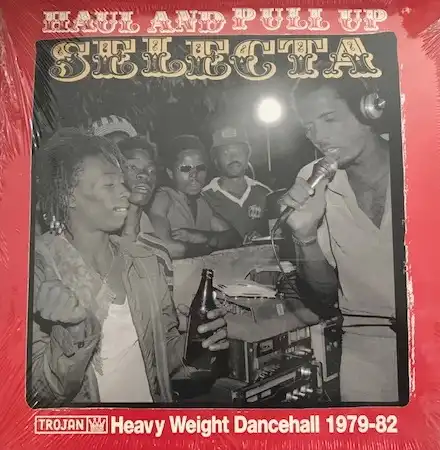 HAUL AND PULL UP
SELECTA
TROJAN Heavy Weight Dancehall 1979-82